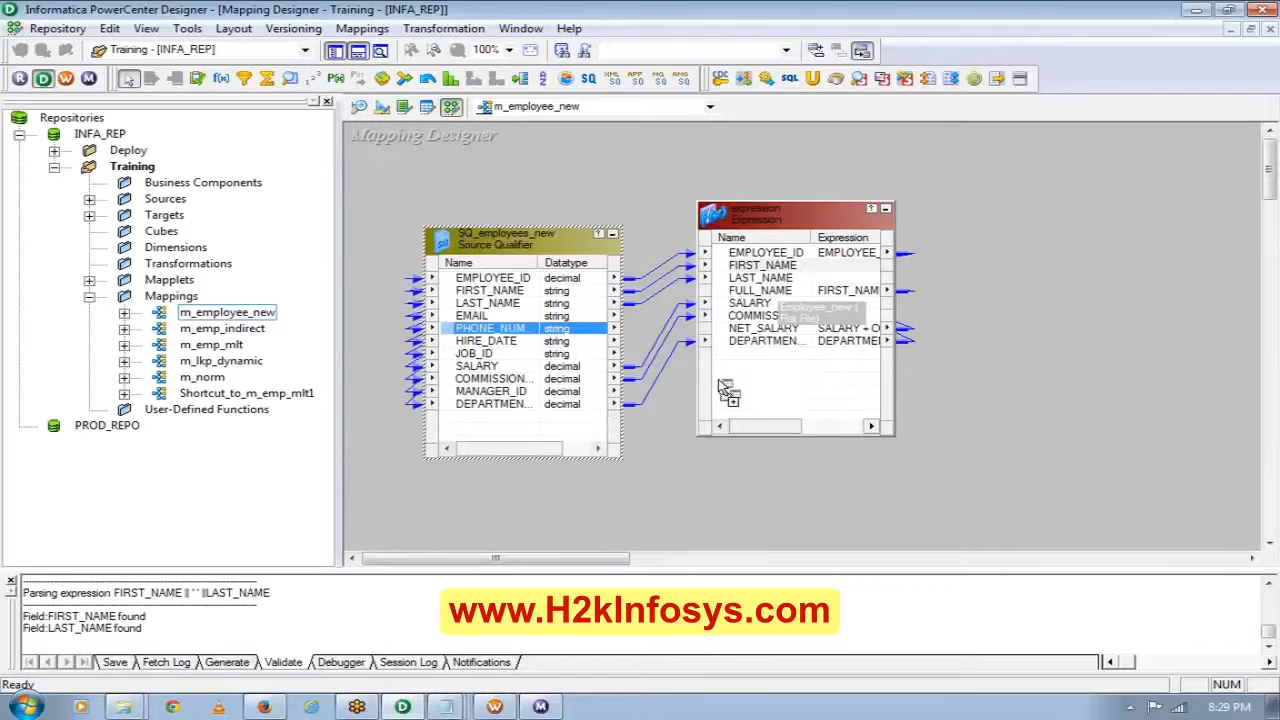 Informatica PowerCenter Designer - [Mapping Designer - Training - [INFA_REP]]
Repository Edit View Tools Layout Versioning Mappings Transformation Window Help
Training - [INFA_REP]
100%
m_employee_new
Repositories
INFA_REP
Deploy
Training
Business Components
Sources
Targets
Cubes
Dimensions
Transformations
Mapplets
Mappings
m_employee_new
m_emp_indirect
m_emp_mlt
m_lkp_dynamic
m_norm
Shortcut_to_m_emp_mlt1
User-Defined Functions
PROD_REPO
Mapping Designer
SQ_employees_new
Source Qualifier
Name Datatype
EMPLOYEE_ID decimal
FIRST_NAME string
LAST_NAME string
EMAIL string
PHONE_NUM... string
HIRE_DATE string
JOB_ID string
SALARY decimal
COMMISSION... decimal
MANAGER_ID decimal
DEPARTMEN... decimal
expression
Expression
Name Expression
EMPLOYEE_ID EMPLOYEE_
FIRST_NAME
LAST_NAME
FULL_NAME FIRST_NAM
SALARY
COMMISS
NET_SALARY SALARY + C
DEPARTMEN... DEPARTMEN
Employee_new (
Flat File)
Parsing expression FIRST_NAME || ' ' ||LAST_NAME
Field:FIRST_NAME found
Field:LAST_NAME found
www.H2kInfosys.com
Save Fetch Log Generate Validate Debugger Session Log Notifications
Ready
NUM
8:29 PM